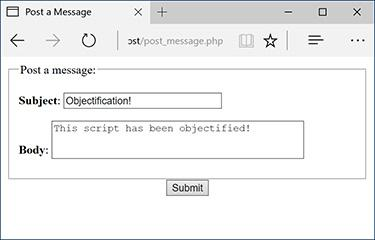 Post a Message
ost/post_message.php
Post a message:
Subject: Objectification!
This script has been objectified!
Body:
Submit